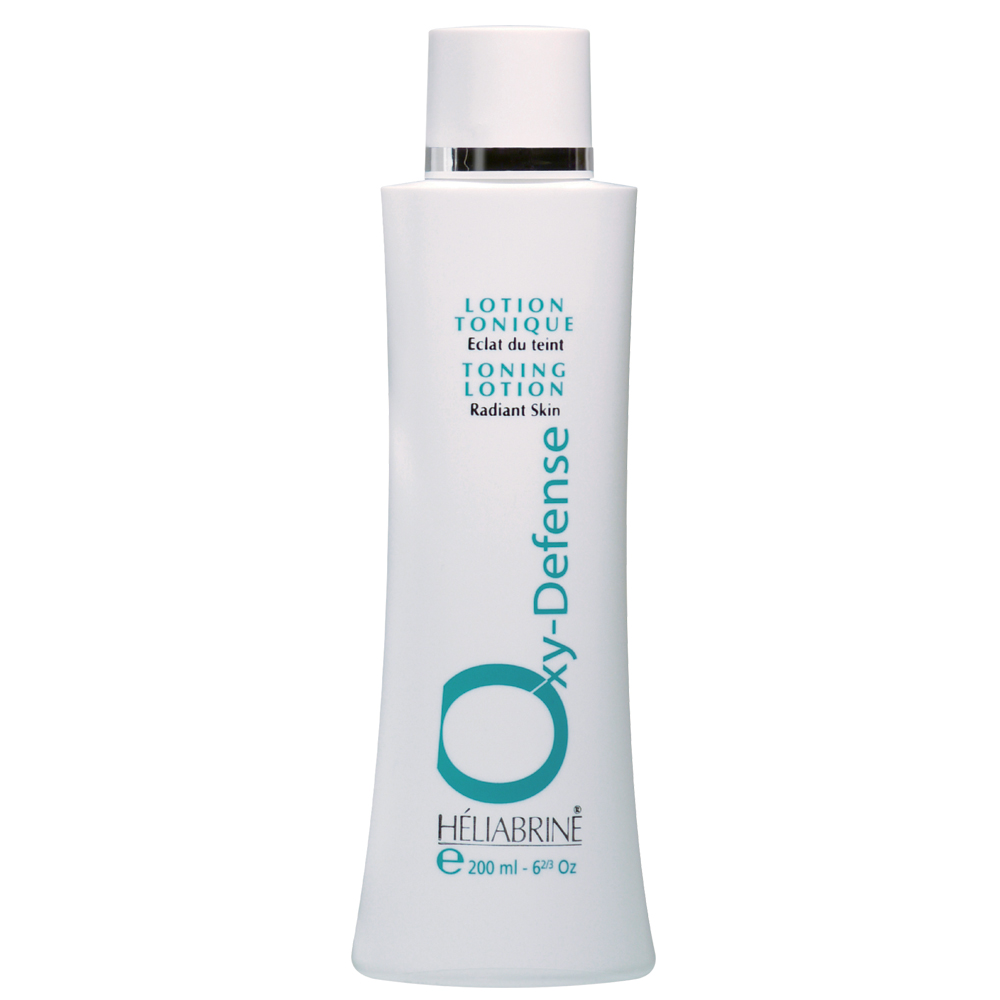 LOTION
TONIQUE
Eclat du teint
TONING
LOTION
Radiant Skin
Oxy-Defense
HÉLIABRINE®
e 200 ml - 6 2/3 Oz